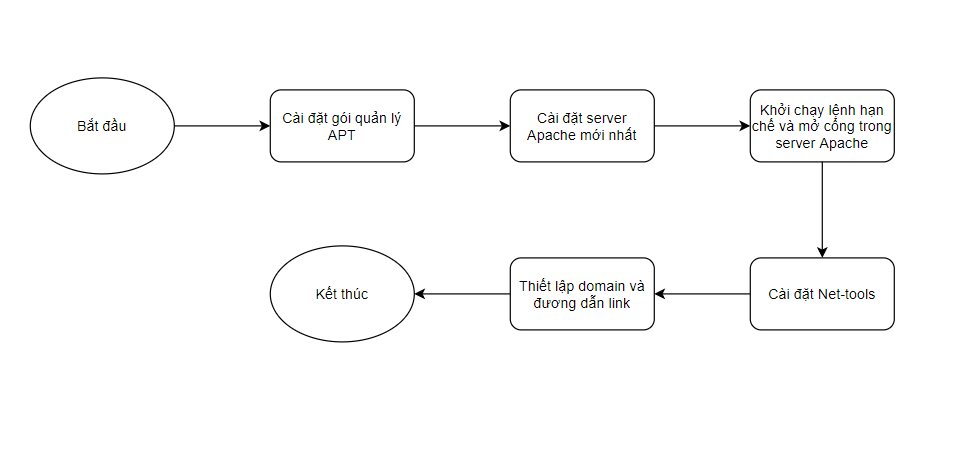 Bắt đầu
Cài đặt gói quản lý
APT
Cài đặt server
Apache mới nhất
Khởi chạy lệnh hạn
chế và mở cổng trong
server Apache
Cài đặt Net-tools
Thiết lập domain và
đương dẫn link
Kết thúc